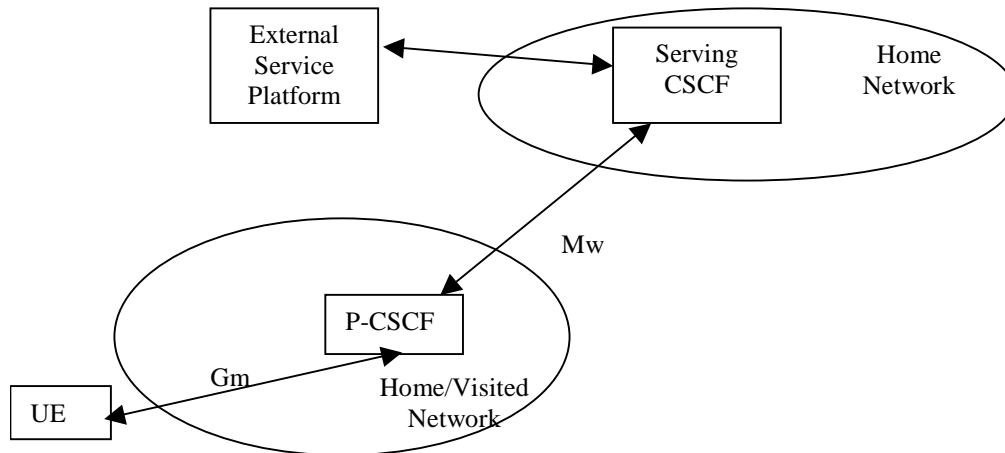 External
Service
Platform
Serving
CSCF
Home
Network
Mw
P-CSCF
Gm
Home/Visited
Network
UE